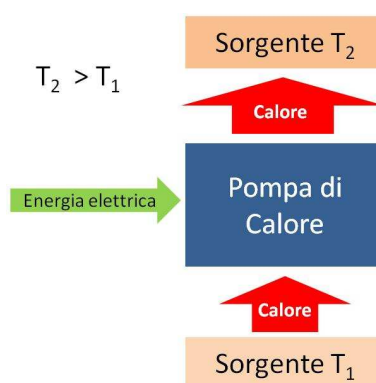 Sorgente T₂
T₂ > T₁
Calore
Energia elettrica
Pompa di
Calore
Calore
Sorgente T₁